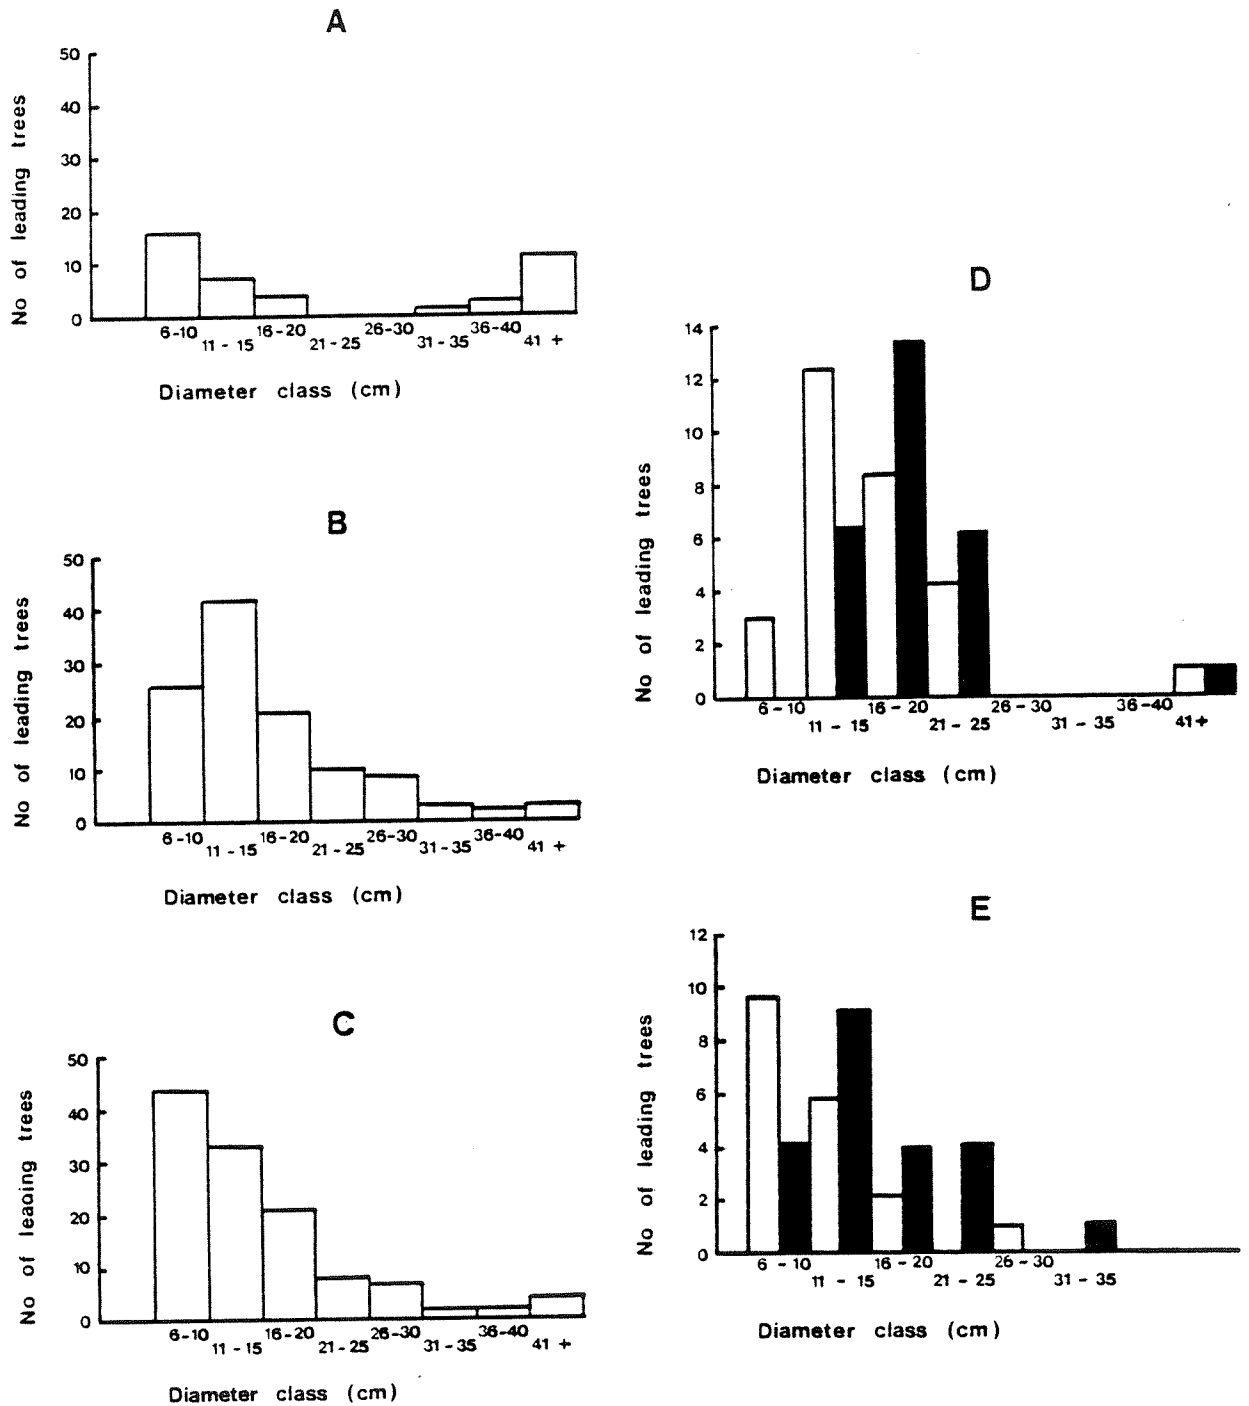 A
50
40
30
20
10
0
No of leading trees
6-10 16-20 26-30 36-40
11 - 15 21-25 31-35 41 +
Diameter class (cm)
B
50
40
30
20
10
0
No of leading trees
6-10 16-20 26-30 36-40
11 - 15 21-25 31-35 41 +
Diameter class (cm)
C
50
40
30
20
10
0
No of leading trees
6-10 16-20 26-30 36-40
11 - 15 21-25 31-35 41 +
Diameter class (cm)
D
14
12
10
8
6
4
2
0
No of leading trees
6-10 16-20 26-30 36-40
11 - 15 21-25 31-35 41+
Diameter class (cm)
E
12
10
8
6
4
2
0
No of leading trees
6-10 16-20 26-30
11-15 21-25 31-35
Diameter class (cm)